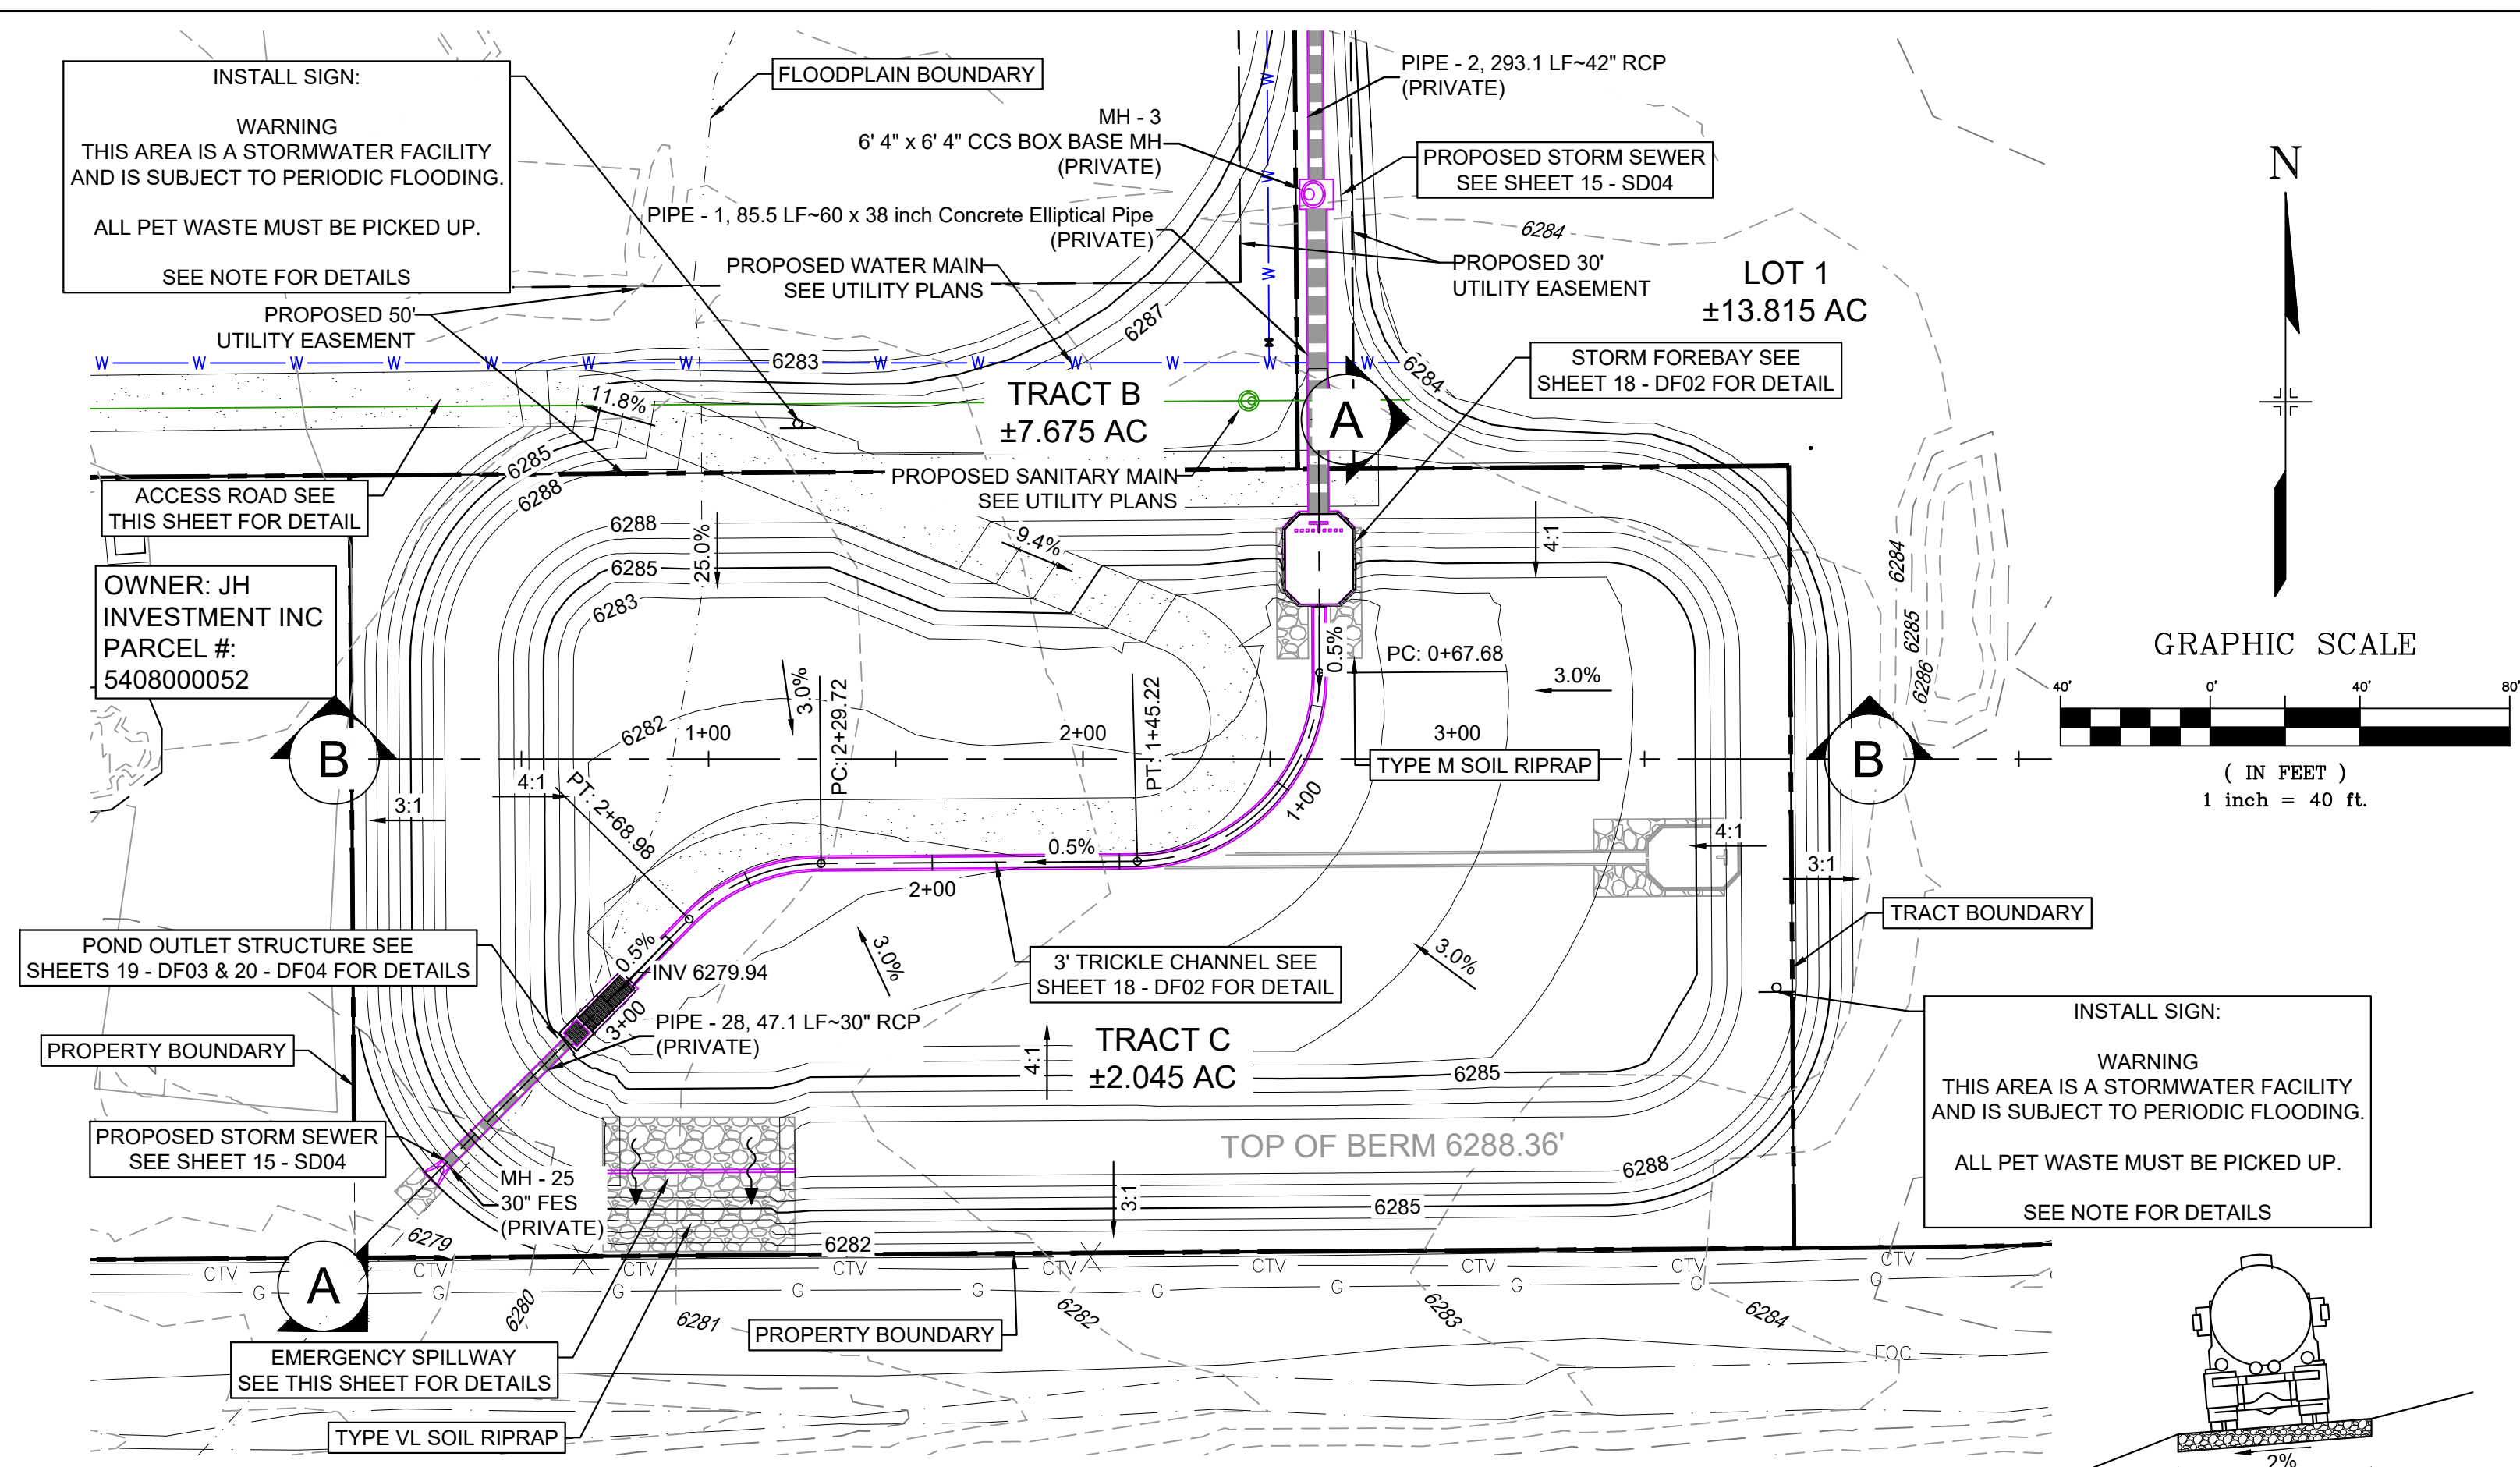 INSTALL SIGN:
WARNING
THIS AREA IS A STORMWATER FACILITY
AND IS SUBJECT TO PERIODIC FLOODING.
ALL PET WASTE MUST BE PICKED UP.
SEE NOTE FOR DETAILS
FLOODPLAIN BOUNDARY
PIPE - 2, 293.1 LF~42" RCP
(PRIVATE)
MH - 3
6' 4" x 6' 4" CCS BOX BASE MH
(PRIVATE)
PROPOSED STORM SEWER
SEE SHEET 15 - SD04
PIPE - 1, 85.5 LF~60 x 38 inch Concrete Elliptical Pipe
(PRIVATE)
6284
PROPOSED WATER MAIN
SEE UTILITY PLANS
PROPOSED 30'
UTILITY EASEMENT
LOT 1
±13.815 AC
N
PROPOSED 50'
UTILITY EASEMENT
6287
W W W W W W W W W W W W W W
W
W
W
6283
6284
STORM FOREBAY SEE
SHEET 18 - DF02 FOR DETAIL
11.8%
TRACT B
±7.675 AC
A
6285
6288
PROPOSED SANITARY MAIN
SEE UTILITY PLANS
ACCESS ROAD SEE
THIS SHEET FOR DETAIL
6288
25.0%
9.4%
4:1
6285
6283
OWNER: JH
INVESTMENT INC
PARCEL #:
5408000052
6284
6285
6286
GRAPHIC SCALE
40' 0' 40' 80'
( IN FEET )
1 inch = 40 ft.
0.5%
PC: 0+67.68
3.0%
3.0%
PC: 2+29.72
PT: 1+45.22
6282
1+00
2+00
3+00
B
B
TYPE M SOIL RIPRAP
4:1
3:1
PT: 2+68.98
1+00
0.5%
4:1
3:1
2+00
TRACT BOUNDARY
POND OUTLET STRUCTURE SEE
SHEETS 19 - DF03 & 20 - DF04 FOR DETAILS
0.5%
INV 6279.94
3.0%
3.0%
3' TRICKLE CHANNEL SEE
SHEET 18 - DF02 FOR DETAIL
3+00
PIPE - 28, 47.1 LF~30" RCP
(PRIVATE)
PROPERTY BOUNDARY
4:1
TRACT C
±2.045 AC
6285
INSTALL SIGN:
WARNING
THIS AREA IS A STORMWATER FACILITY
AND IS SUBJECT TO PERIODIC FLOODING.
ALL PET WASTE MUST BE PICKED UP.
SEE NOTE FOR DETAILS
PROPOSED STORM SEWER
SEE SHEET 15 - SD04
TOP OF BERM 6288.36'
6288
MH - 25
30" FES
(PRIVATE)
3:1
6285
6279
6282
CTV CTV CTV CTV CTV CTV CTV CTV CTV
A
G G G G G G G G G G
6280
6281
6282
6283
6284
PROPERTY BOUNDARY
EMERGENCY SPILLWAY
SEE THIS SHEET FOR DETAILS
FOC
TYPE VL SOIL RIPRAP
2%